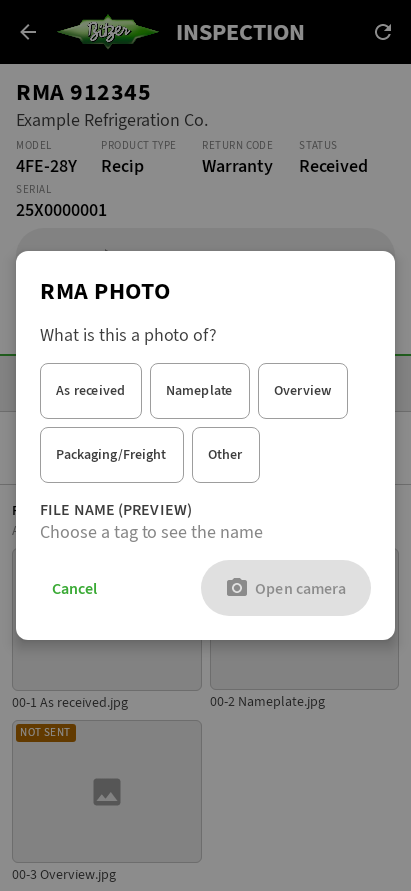 Bitzer
INSPECTION
RMA 912345
Example Refrigeration Co.
MODEL PRODUCT TYPE RETURN CODE STATUS
4FE-28Y Recip Warranty Received
SERIAL
25X0000001
RMA PHOTO
What is this a photo of?
As received Nameplate Overview
Packaging/Freight Other
FILE NAME (PREVIEW)
Choose a tag to see the name
Cancel Open camera
00-1 As received.jpg 00-2 Nameplate.jpg
NOT SENT
00-3 Overview.jpg